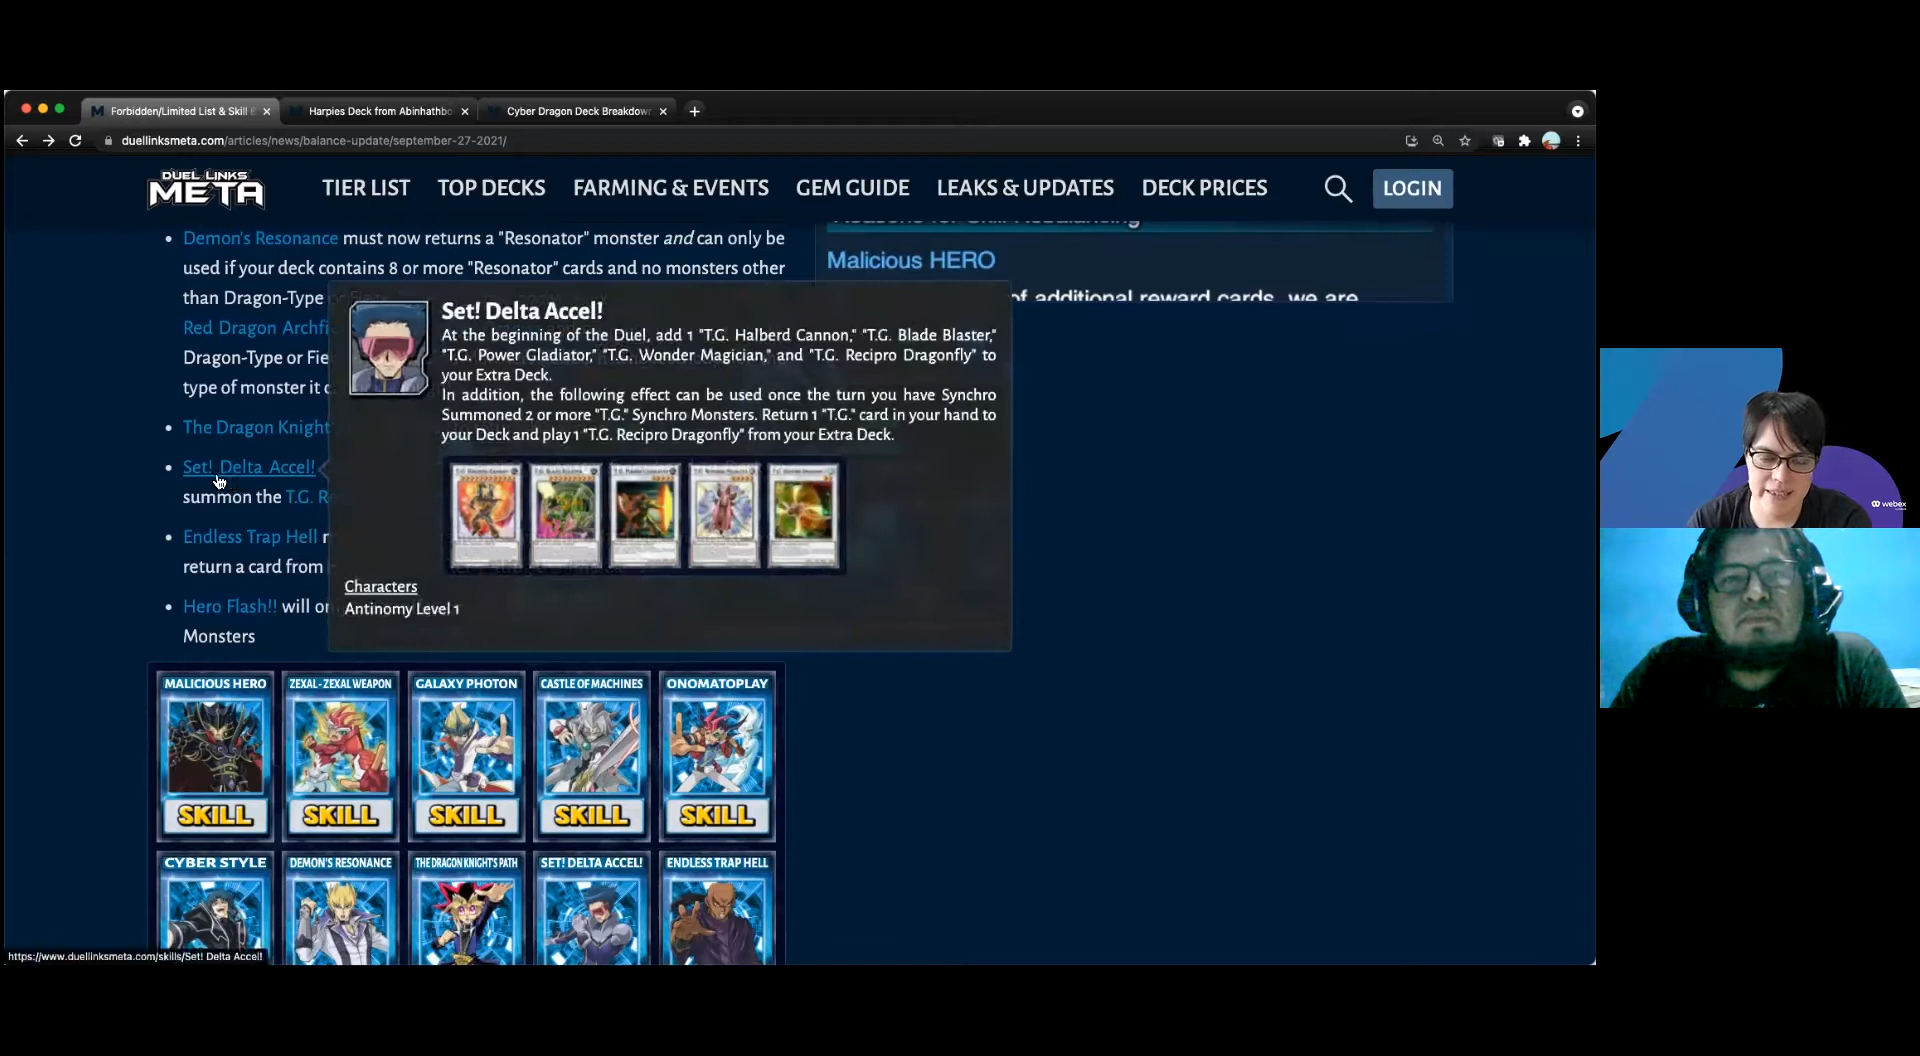 Forbidden/Limited List & Skill
Harpies Deck from Abinhathbo
Cyber Dragon Deck Breakdown
duellinksmeta.com/articles/news/balance-update/september-27-2021/
DUEL LINKS
META
TIER LIST
TOP DECKS
FARMING & EVENTS
GEM GUIDE
LEAKS & UPDATES
DECK PRICES
LOGIN
Demon's Resonance must now returns a "Resonator" monster and can only be
used if your deck contains 8 or more "Resonator" cards and no monsters other
than Dragon-Type
Red Dragon Archfi
Dragon-Type or Fie
type of monster it c
The Dragon Knight
Set! Delta Accel!
summon the T.G. Re
Endless Trap Hell
return a card from
Hero Flash!! will on
Monsters
Reasons for Skill Rebalancing
Malicious HERO
of additional reward cards, we are
Set! Delta Accel!
At the beginning of the Duel, add 1 "T.G. Halberd Cannon," "T.G. Blade Blaster,"
"T.G. Power Gladiator," "T.G. Wonder Magician," and "T.G. Recipro Dragonfly" to
your Extra Deck.
In addition, the following effect can be used once the turn you have Synchro
Summoned 2 or more "T.G." Synchro Monsters. Return 1 "T.G." card in your hand to
your Deck and play 1 "T.G. Recipro Dragonfly" from your Extra Deck.
Characters
Antinomy Level 1
MALICIOUS HERO
ZEXAL - ZEXAL WEAPON
GALAXY PHOTON
CASTLE OF MACHINES
ONOMATOPLAY
SKILL
SKILL
SKILL
SKILL
SKILL
CYBER STYLE
DEMON'S RESONANCE
THE DRAGON KNIGHT'S PATH
SET! DELTA ACCEL!
ENDLESS TRAP HELL
https://www.duellinksmeta.com/skills/Set! Delta Accel!
webex